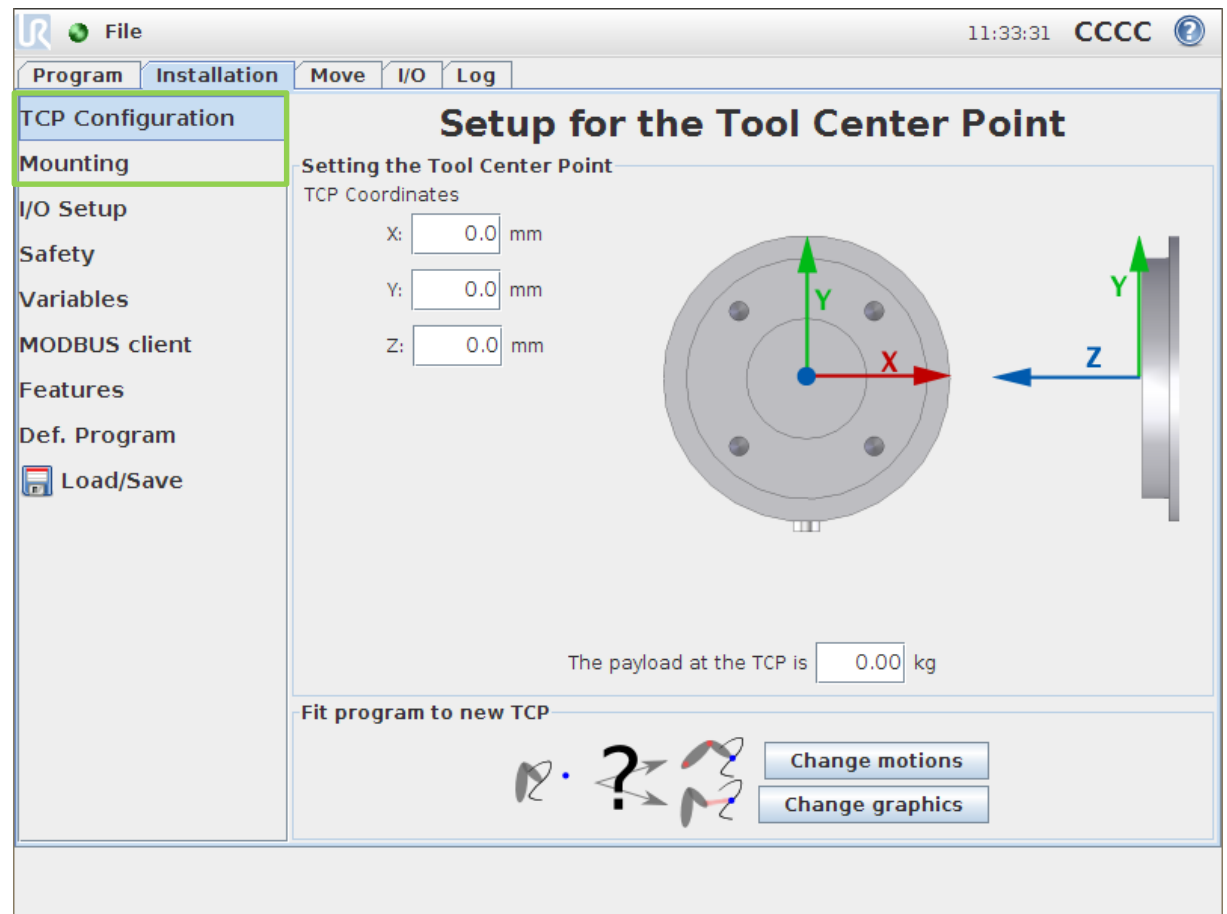 UR File 11:33:31 CCCC ?
Program Installation Move I/O Log
TCP Configuration
Mounting
I/O Setup
Safety
Variables
MODBUS client
Features
Def. Program
Load/Save
Setup for the Tool Center Point
Setting the Tool Center Point
TCP Coordinates
X: 0.0 mm
Y: 0.0 mm
Z: 0.0 mm
Y
X
Y
Z
The payload at the TCP is 0.00 kg
Fit program to new TCP
?
Change motions
Change graphics